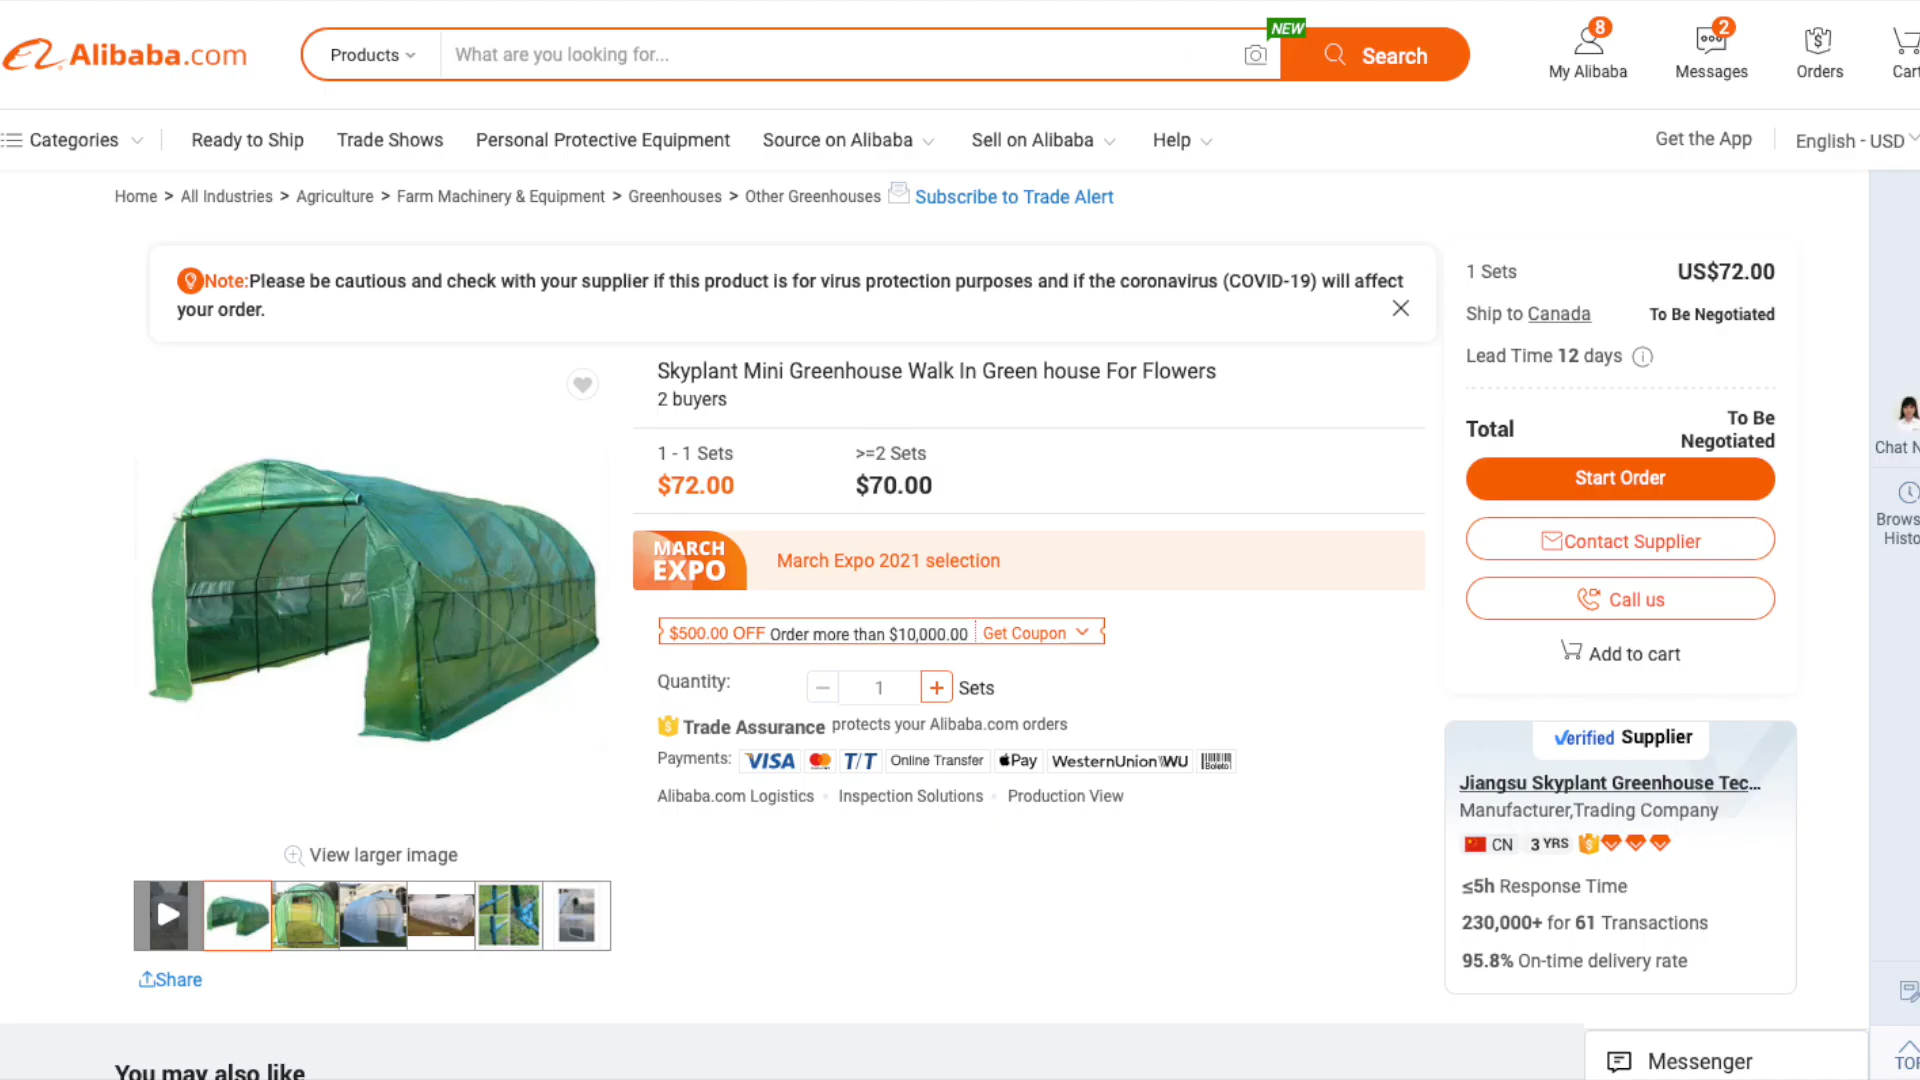 Alibaba.com
Products
What are you looking for...
NEW
Search
8
My Alibaba
2
Messages
Orders
Cart
Categories
Ready to Ship
Trade Shows
Personal Protective Equipment
Source on Alibaba
Sell on Alibaba
Help
Get the App
English - USD
Home > All Industries > Agriculture > Farm Machinery & Equipment > Greenhouses > Other Greenhouses
Subscribe to Trade Alert
Note:Please be cautious and check with your supplier if this product is for virus protection purposes and if the coronavirus (COVID-19) will affect
your order.
Skyplant Mini Greenhouse Walk In Green house For Flowers
2 buyers
1 - 1 Sets
$72.00
>=2 Sets
$70.00
MARCH
EXPO
March Expo 2021 selection
$500.00 OFF Order more than $10,000.00 Get Coupon
Quantity:
1
Sets
Trade Assurance protects your Alibaba.com orders
Payments: VISA T/T Online Transfer Pay WesternUnion WU Boleto
Alibaba.com Logistics
Inspection Solutions
Production View
View larger image
Share
1 Sets US$72.00
Ship to Canada To Be Negotiated
Lead Time 12 days
Total To Be
Negotiated
Start Order
Contact Supplier
Call us
Add to cart
Verified Supplier
Jiangsu Skyplant Greenhouse Tec...
Manufacturer,Trading Company
CN 3 YRS
≤5h Response Time
230,000+ for 61 Transactions
95.8% On-time delivery rate
Chat N
Brows
Histo
TOP
Messenger
You may also like